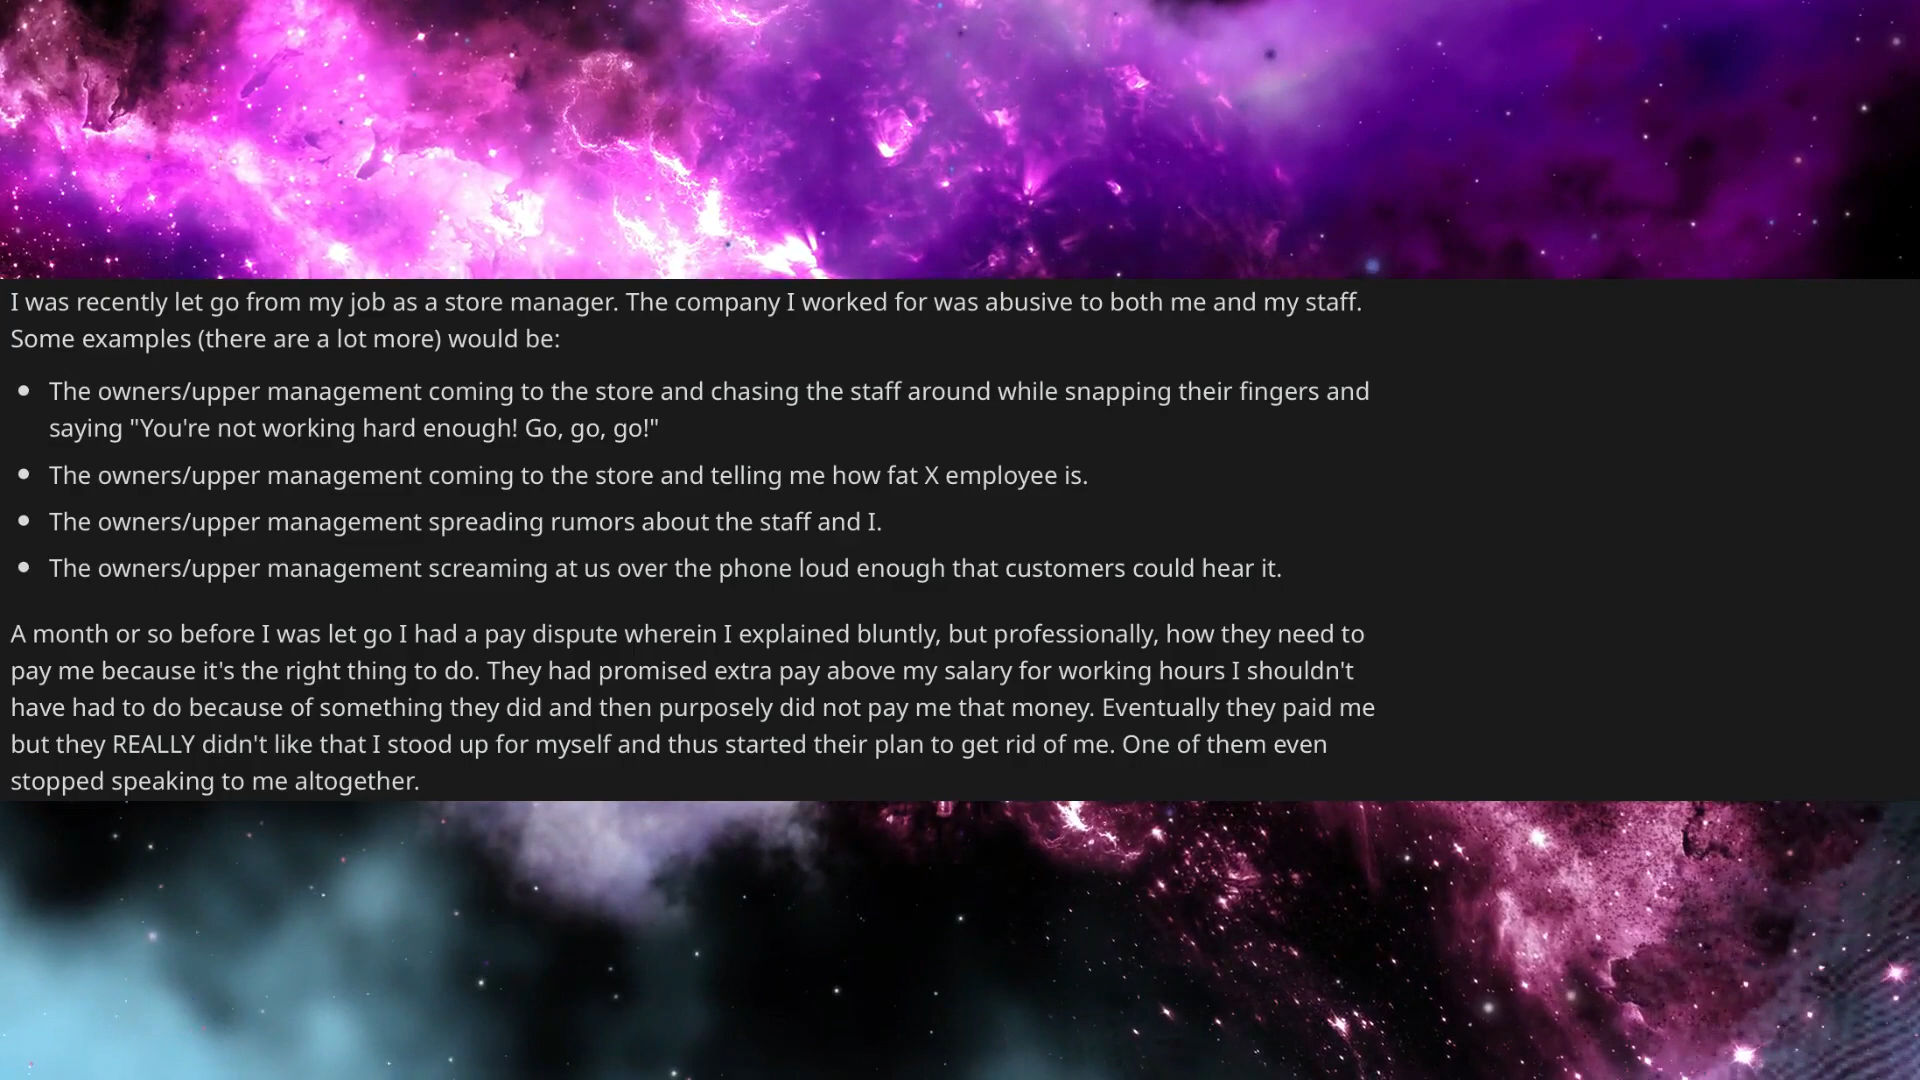 I was recently let go from my job as a store manager. The company I worked for was abusive to both me and my staff.
Some examples (there are a lot more) would be:
• The owners/upper management coming to the store and chasing the staff around while snapping their fingers and
saying "You're not working hard enough! Go, go, go!"
• The owners/upper management coming to the store and telling me how fat X employee is.
• The owners/upper management spreading rumors about the staff and I.
• The owners/upper management screaming at us over the phone loud enough that customers could hear it.
A month or so before I was let go I had a pay dispute wherein I explained bluntly, but professionally, how they need to
pay me because it's the right thing to do. They had promised extra pay above my salary for working hours I shouldn't
have had to do because of something they did and then purposely did not pay me that money. Eventually they paid me
but they REALLY didn't like that I stood up for myself and thus started their plan to get rid of me. One of them even
stopped speaking to me altogether.